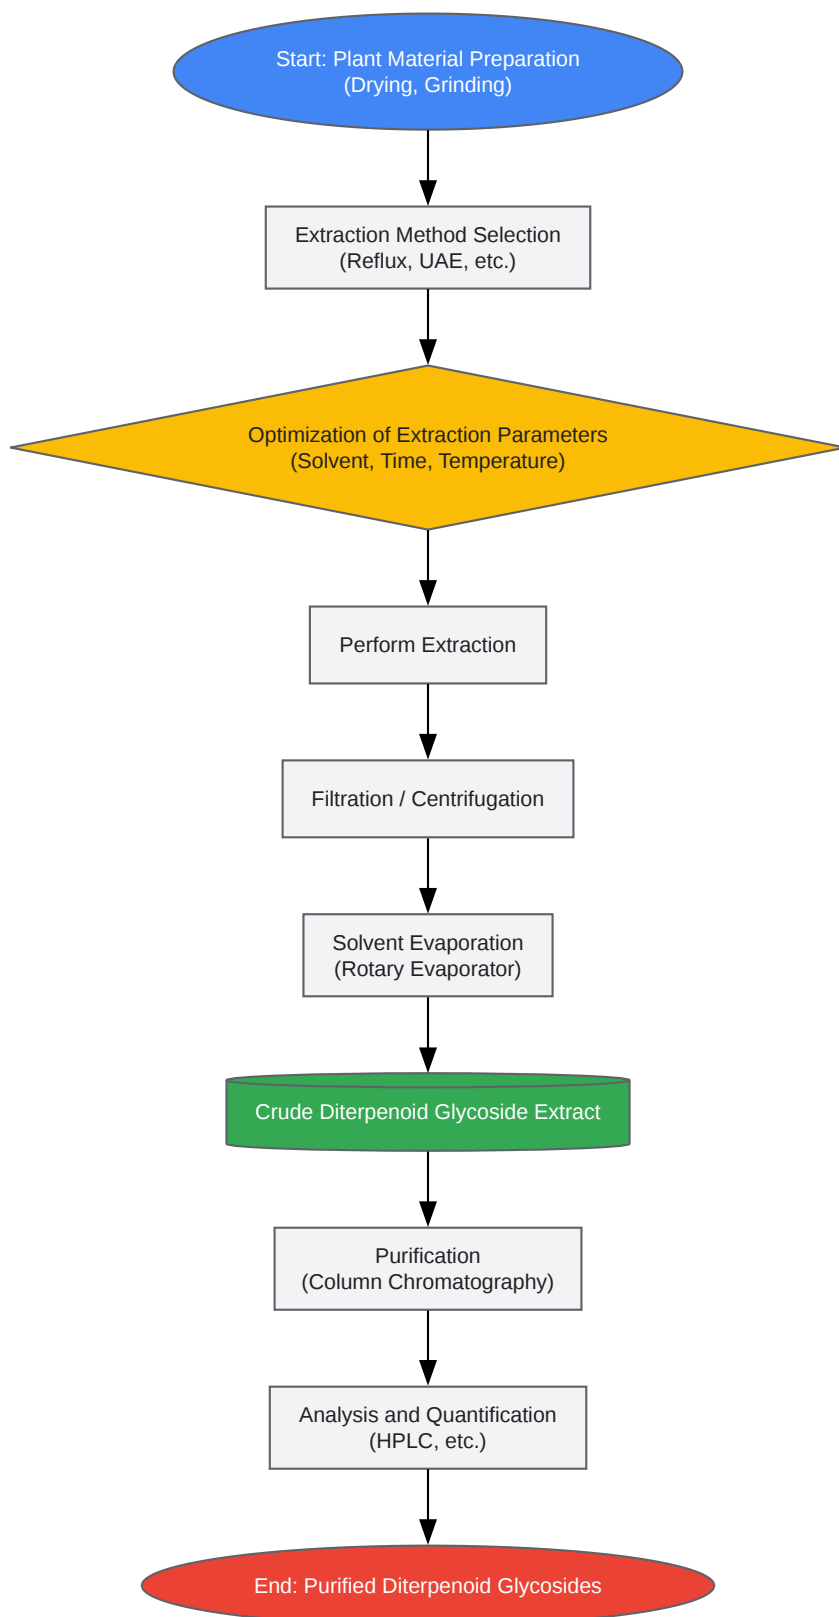 Start: Plant Material Preparation
(Drying, Grinding)
Extraction Method Selection
(Reflux, UAE, etc.)
Optimization of Extraction Parameters
(Solvent, Time, Temperature)
Perform Extraction
Filtration / Centrifugation
Solvent Evaporation
(Rotary Evaporator)
Crude Diterpenoid Glycoside Extract
Purification
(Column Chromatography)
Analysis and Quantification
(HPLC, etc.)
End: Purified Diterpenoid Glycosides